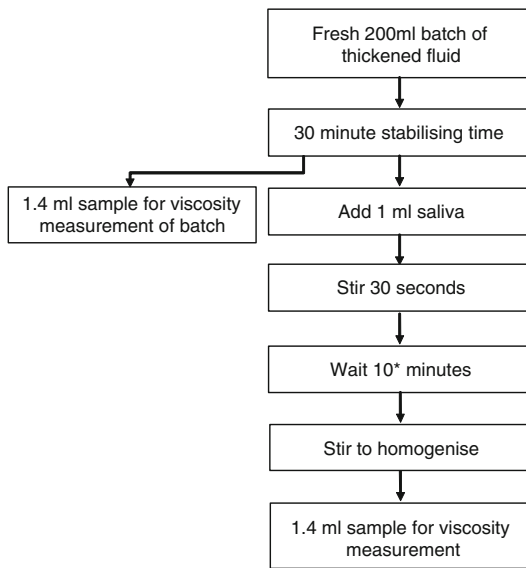 Fresh 200ml batch of
thickened fluid
30 minute stabilising time
1.4 ml sample for viscosity
measurement of batch
Add 1 ml saliva
Stir 30 seconds
Wait 10* minutes
Stir to homogenise
1.4 ml sample for viscosity
measurement